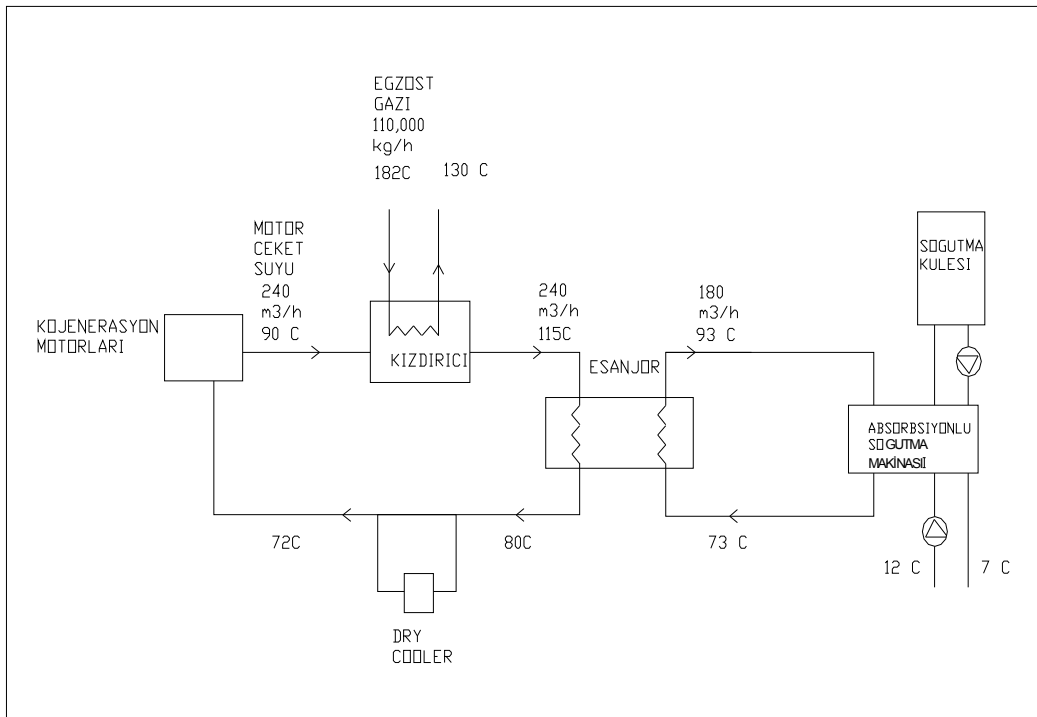 EGZOST
GAZI
110,000
kg/h
182C
130 C
MOTOR
CEKET
SUYU
240
m3/h
90 C
KOJENERASYON
MOTORLARI
KIZDIRICI
240
m3/h
115C
ESANJOR
180
m3/h
93 C
SOGUTMA
KULESI
ABSORBSIYONLU
SOGUTMA
MAKİNASII
72C
80C
73 C
12 C
7 C
DRY
COOLER